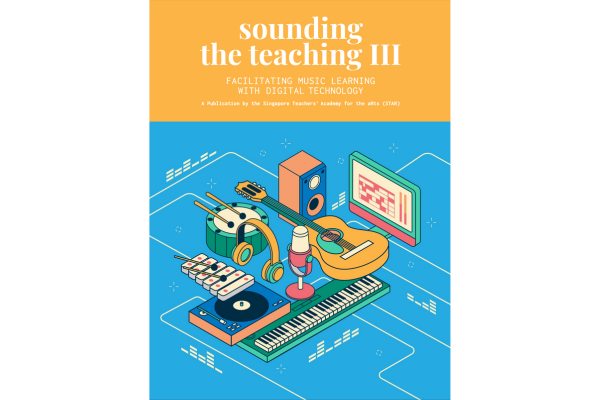 sounding
the teaching III
FACILITATING MUSIC LEARNING
WITH DIGITAL TECHNOLOGY
A Publication by the Singapore Teachers' Academy for the aRts (STAR)